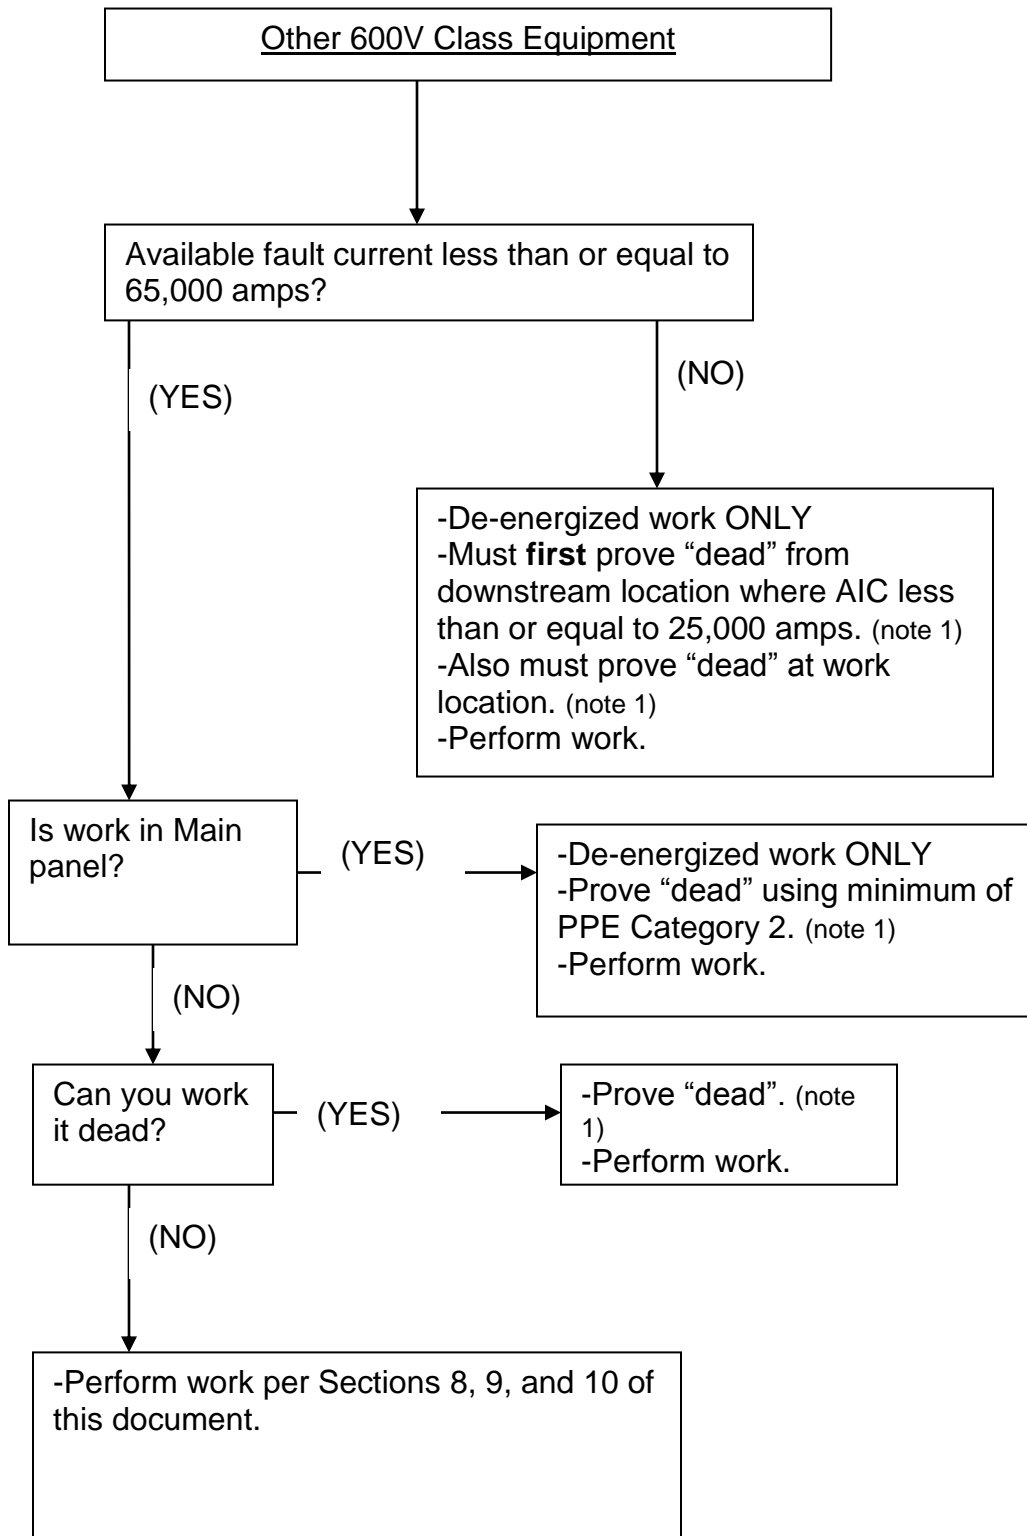 Other 600V Class Equipment
Available fault current less than or equal to
65,000 amps?
(YES)
(NO)
-De-energized work ONLY
-Must first prove “dead” from
downstream location where AIC less
than or equal to 25,000 amps. (note 1)
-Also must prove “dead” at work
location. (note 1)
-Perform work.
Is work in Main
panel?
(YES)
-De-energized work ONLY
-Prove “dead” using minimum of
PPE Category 2. (note 1)
-Perform work.
(NO)
Can you work
it dead?
(YES)
-Prove “dead”. (note
1)
-Perform work.
(NO)
-Perform work per Sections 8, 9, and 10 of
this document.